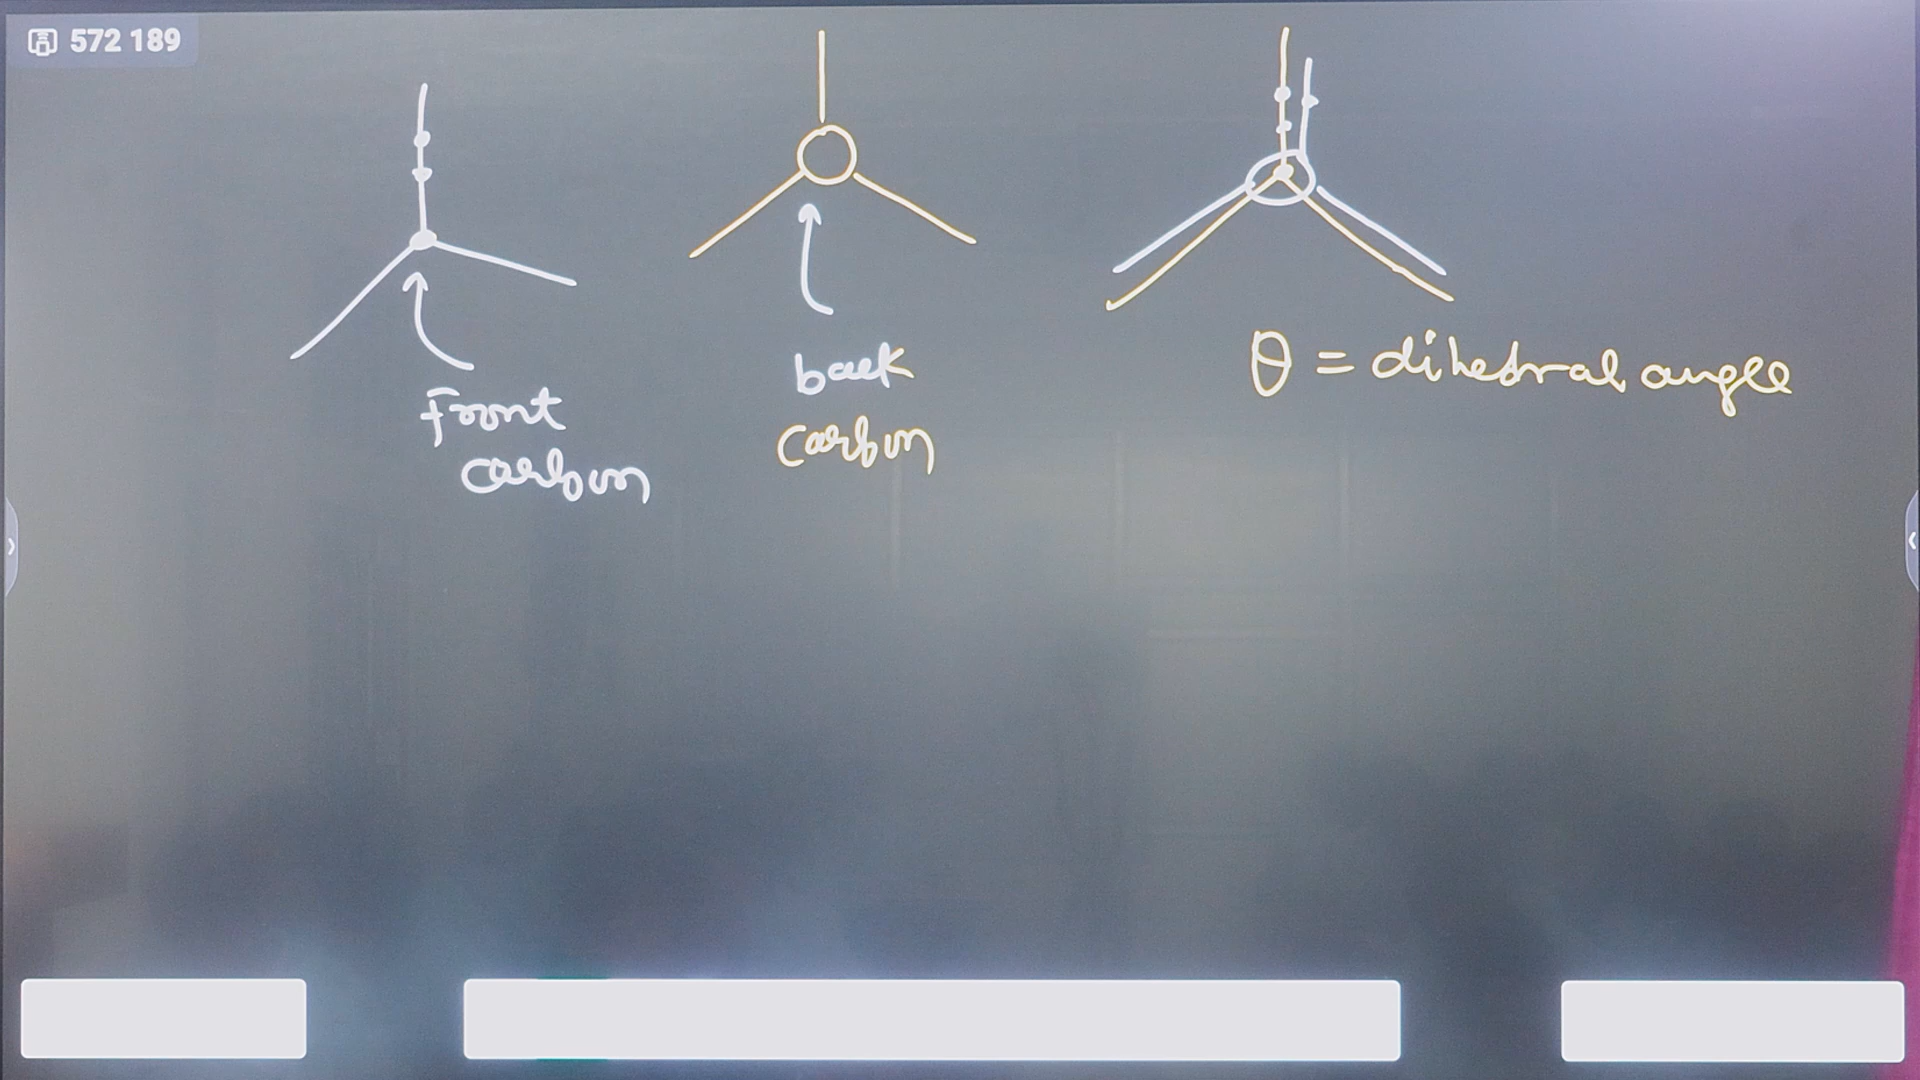 572 189
Front
carbon
back
carbon
θ = dihedral angle